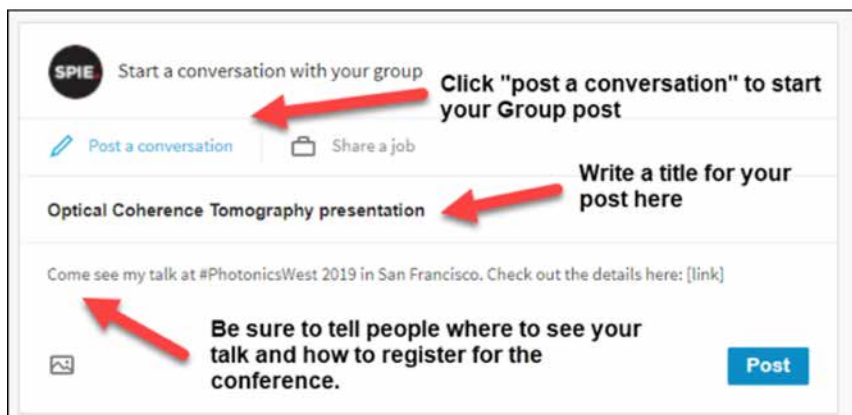 SPIE.
Start a conversation with your group
Click "post a conversation" to start
your Group post
Post a conversation
Share a job
Write a title for your
post here
Optical Coherence Tomography presentation
Come see my talk at #PhotonicsWest 2019 in San Francisco. Check out the details here: [link]
Be sure to tell people where to see your
talk and how to register for the
conference.
Post